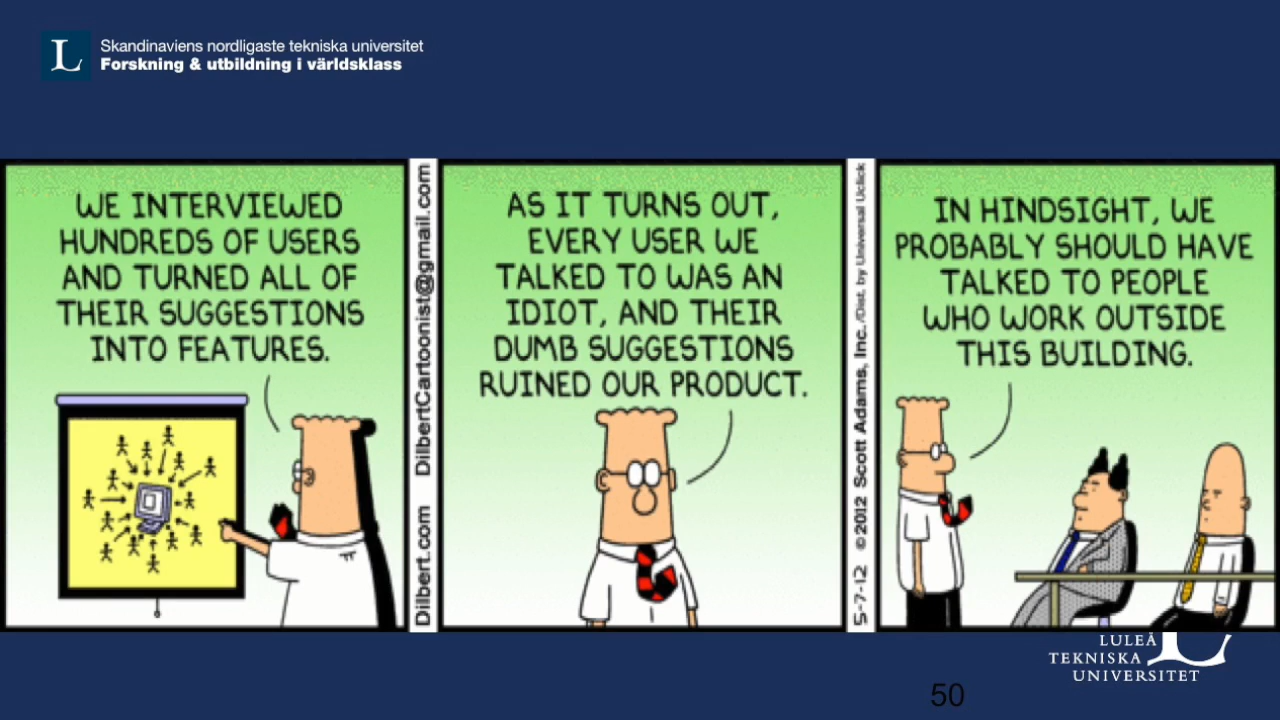 Skandinaviens nordligaste tekniska universitet
Forskning & utbildning i världsklass
WE INTERVIEWED
HUNDREDS OF USERS
AND TURNED ALL OF
THEIR SUGGESTIONS
INTO FEATURES.
Dilbert.com DilbertCartoonist@gmail.com
AS IT TURNS OUT,
EVERY USER WE
TALKED TO WAS AN
IDIOT, AND THEIR
DUMB SUGGESTIONS
RUINED OUR PRODUCT.
5-7-12 ©2012 Scott Adams, Inc. /Dist. by Universal Uclick
IN HINDSIGHT, WE
PROBABLY SHOULD HAVE
TALKED TO PEOPLE
WHO WORK OUTSIDE
THIS BUILDING.
LULEÅ
TEKNISKA
UNIVERSITET
50